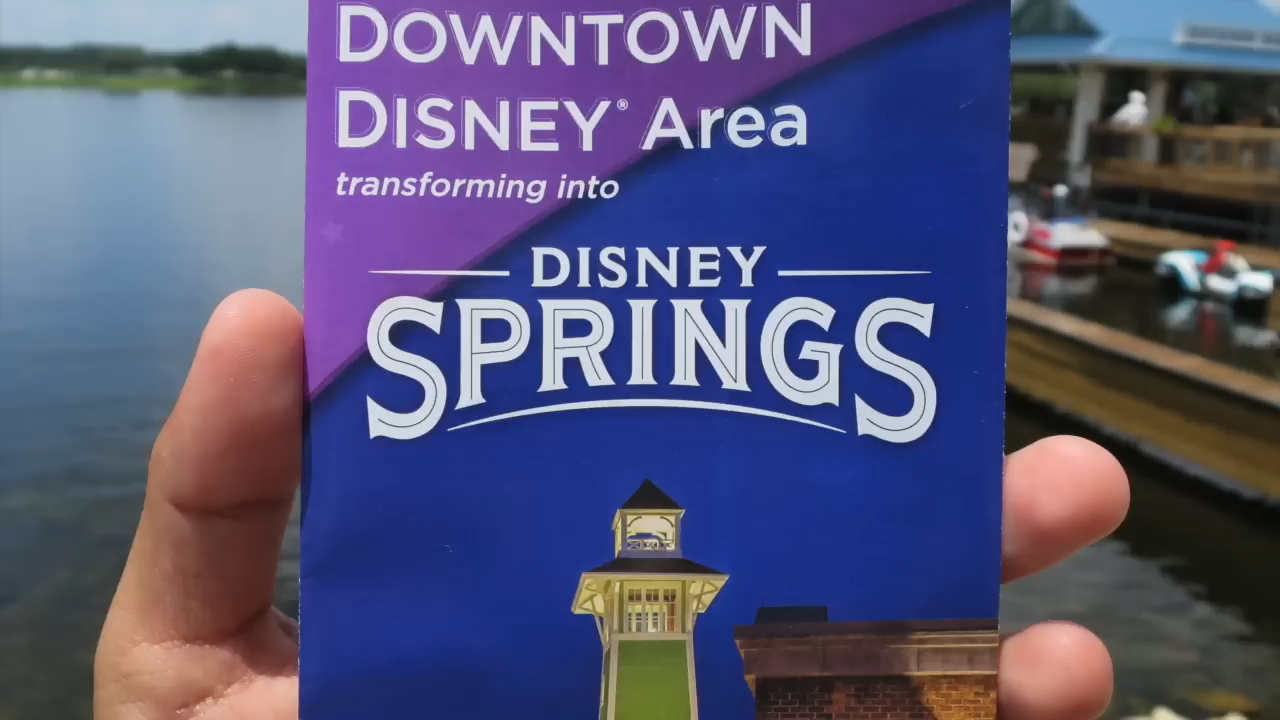 DOWNTOWN
DISNEY® Area
transforming into
DISNEY
SPRINGS